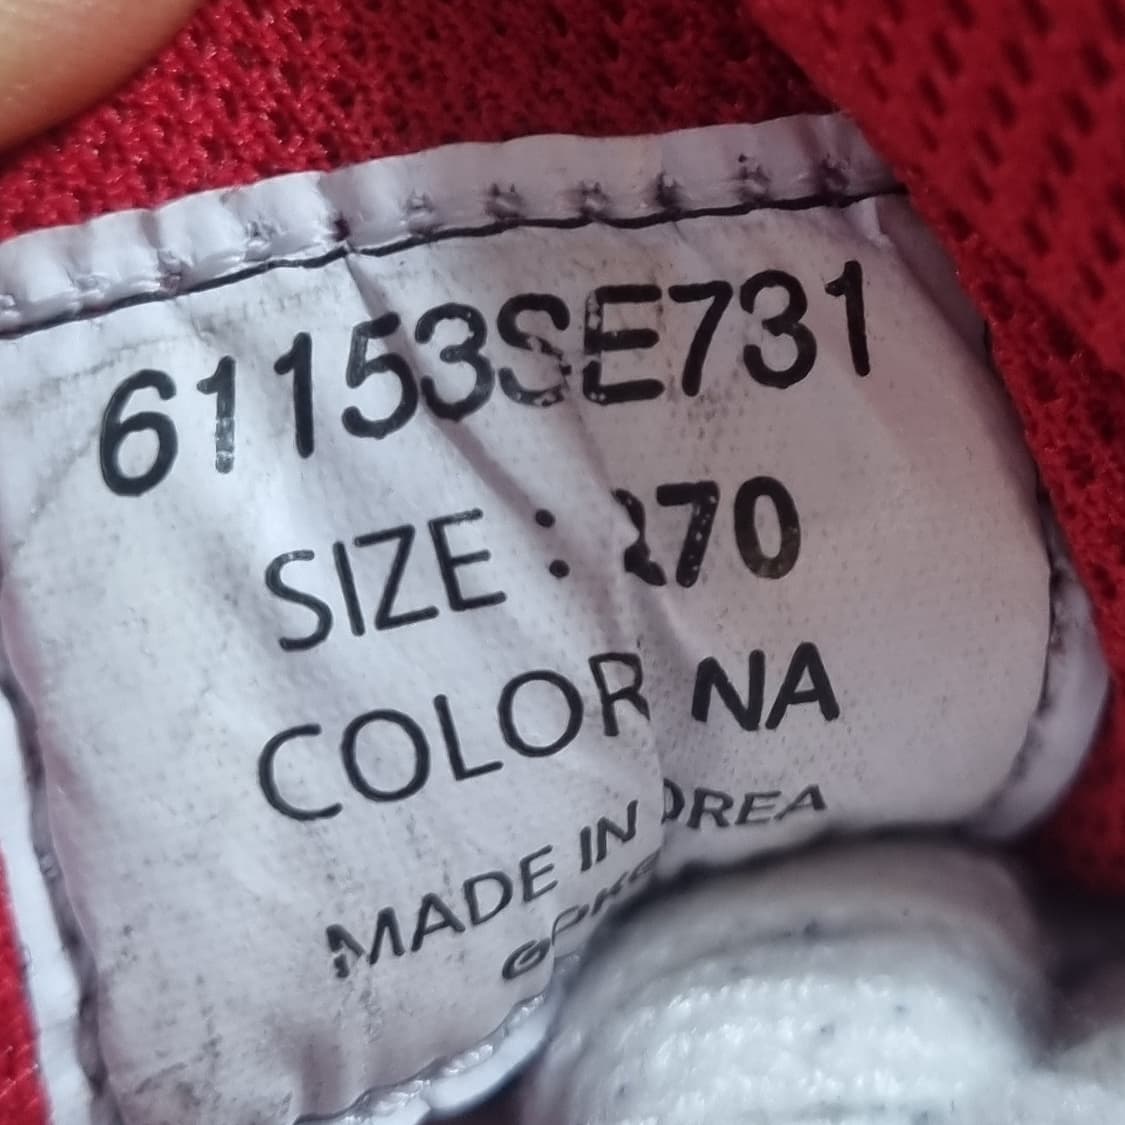 61153SE731
SIZE : 270
COLOR NA
MADE IN